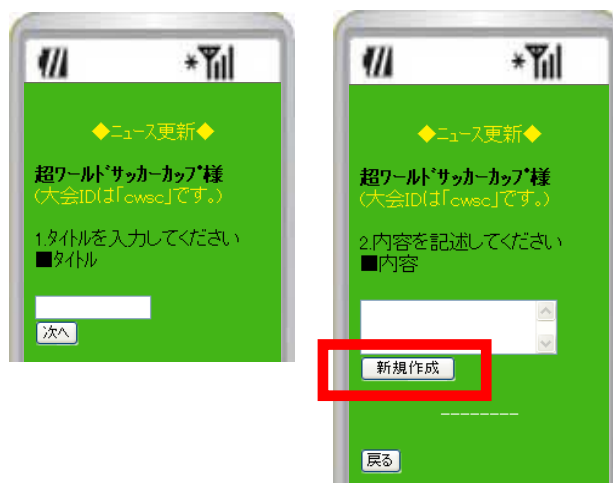 ◆ニュース更新◆
超ワールドサッカーカップ様
(大会IDは「cwsc」です。)
1.タイトルを入力してください
■タイトル
次へ
◆ニュース更新◆
超ワールドサッカーカップ様
(大会IDは「cwsc」です。)
2.内容を記述してください
■内容
新規作成
--------
戻る